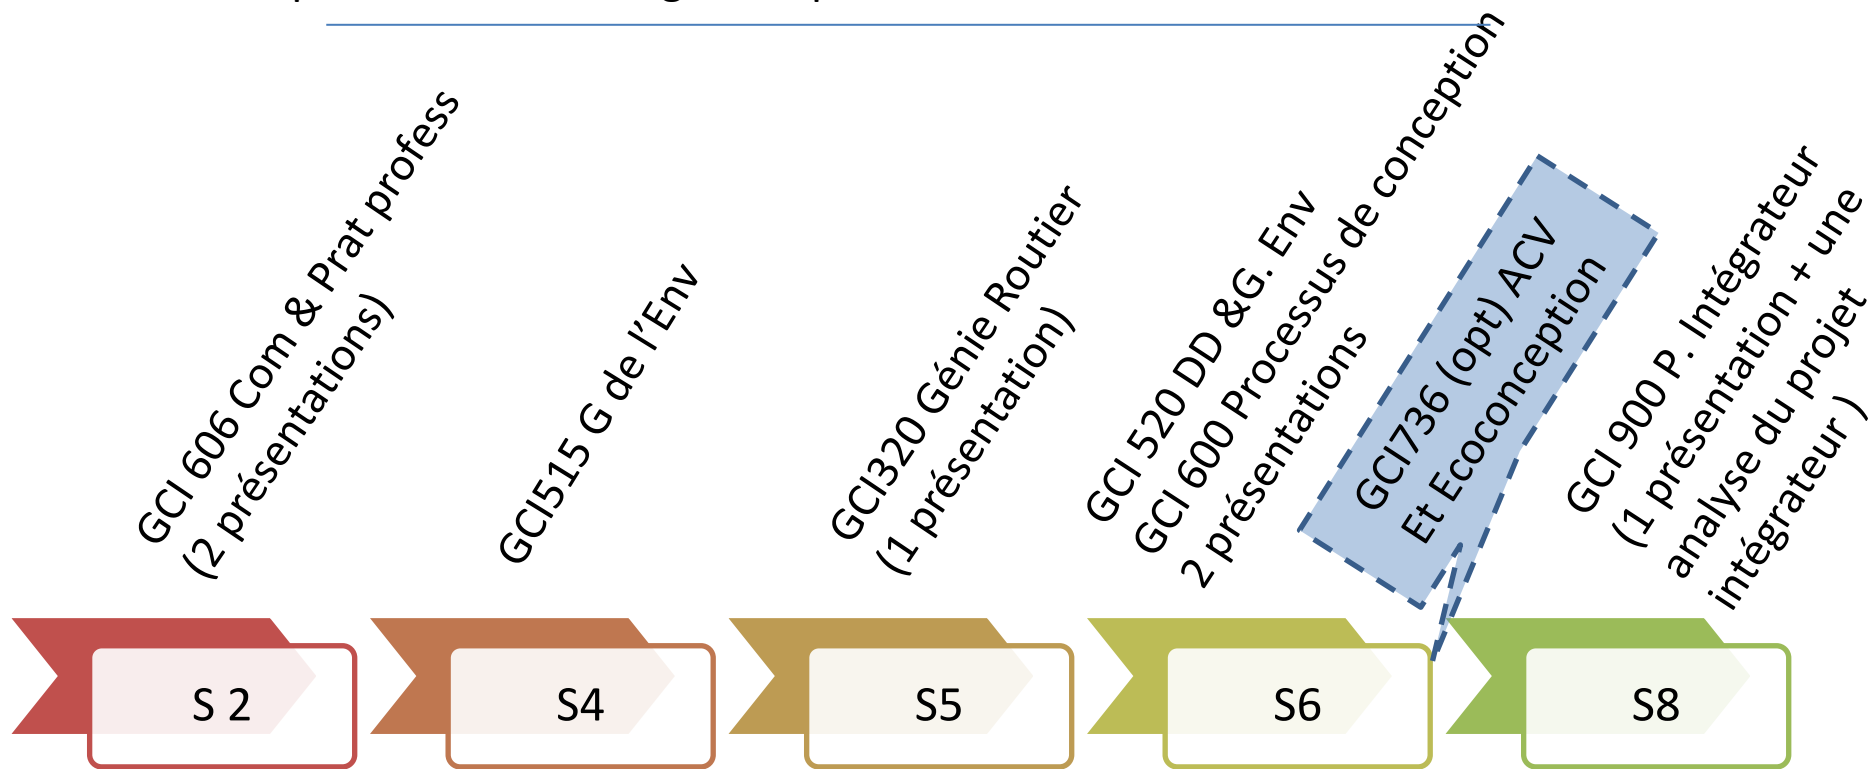 GCI 606 Com & Prat profess
(2 présentations)
GCI515 G de l’Env
GCI320 Génie Routier
(1 présentation)
GCI 520 DD &G. Env
GCI 600 Processus de conception
2 présentations
GCI736 (opt) ACV
Et Ecoconception
GCI 900 P. Intégrateur
(1 présentation + une
analyse du projet
intégrateur )
S 2
S4
S5
S6
S8